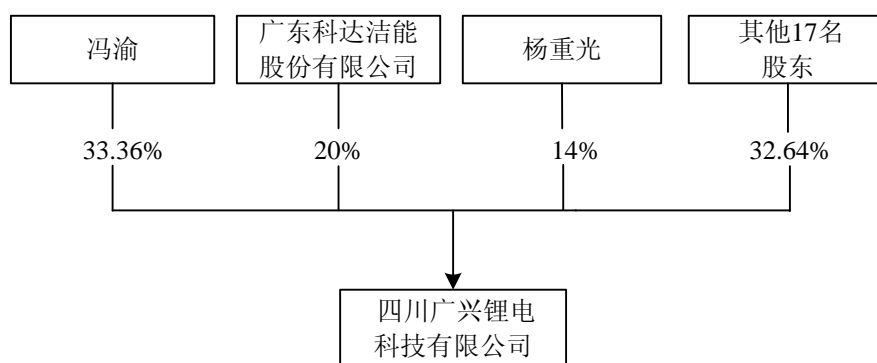 冯渝
广东科达洁能
股份有限公司
杨重光
其他17名
股东
33.36%
20%
14%
32.64%
四川广兴锂电
科技有限公司